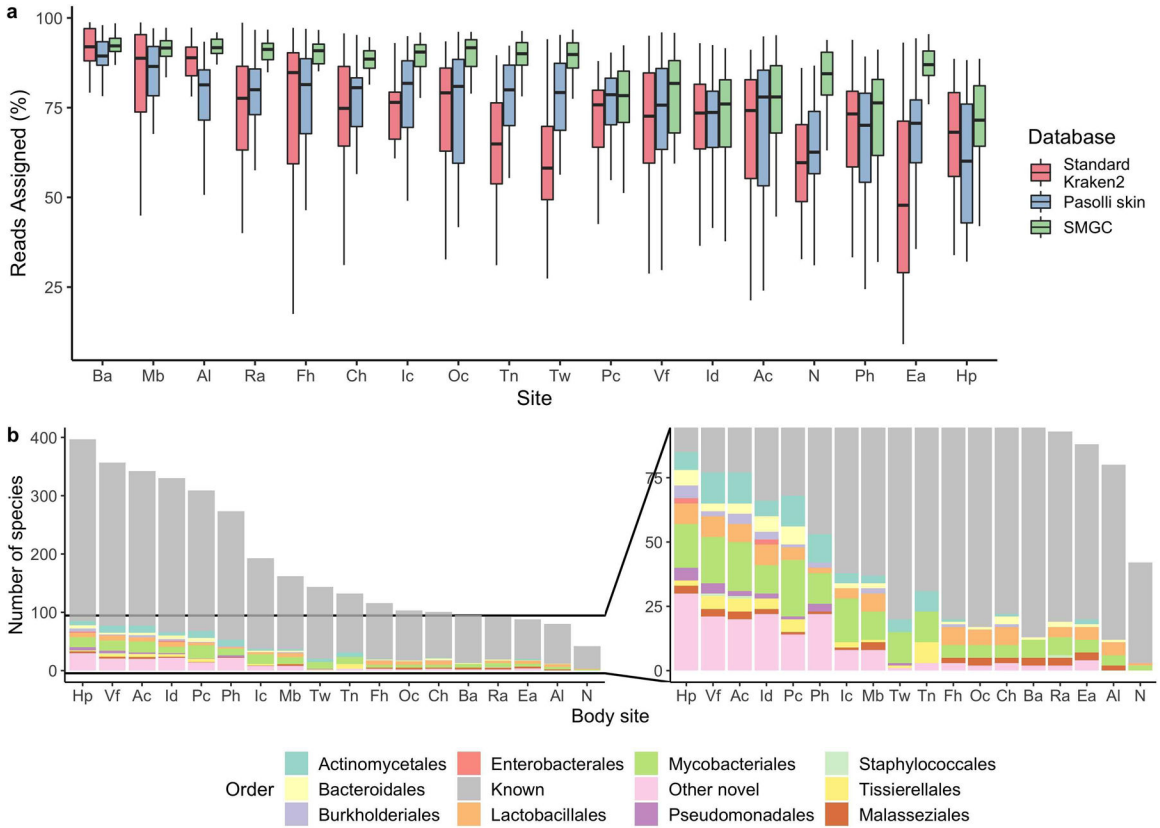 a
100
75
50
25
Reads Assigned (%)
Ba Mb Al Ra Fh Ch Ic Oc Tn Tw Pc Vf Id Ac N Ph Ea Hp
Site
Database
Standard
Kraken2
Pasolli skin
SMGC
b
400
300
200
100
0
Number of species
Hp Vf Ac Id Pc Ph Ic Mb Tw Tn Fh Oc Ch Ba Ra Ea Al N
75
50
25
0
Hp Vf Ac Id Pc Ph Ic Mb Tw Tn Fh Oc Ch Ba Ra Ea Al N
Body site
Order
Actinomycetales Enterobacterales Mycobacteriales Staphylococcales
Bacteroidales Known Other novel Tissierellales
Burkholderiales Lactobacillales Pseudomonadales Malasseziales